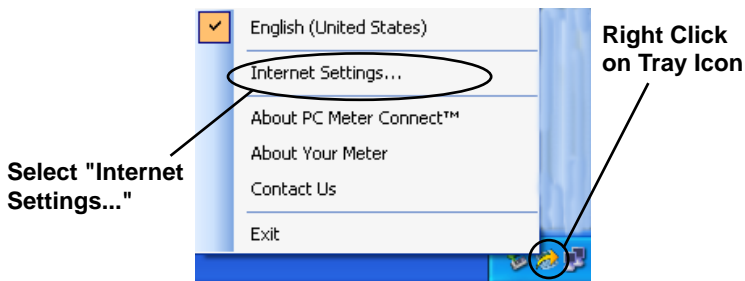 English (United States)
Right Click
on Tray Icon
Internet Settings...
About PC Meter Connect™
About Your Meter
Select "Internet
Settings..."
Contact Us
Exit